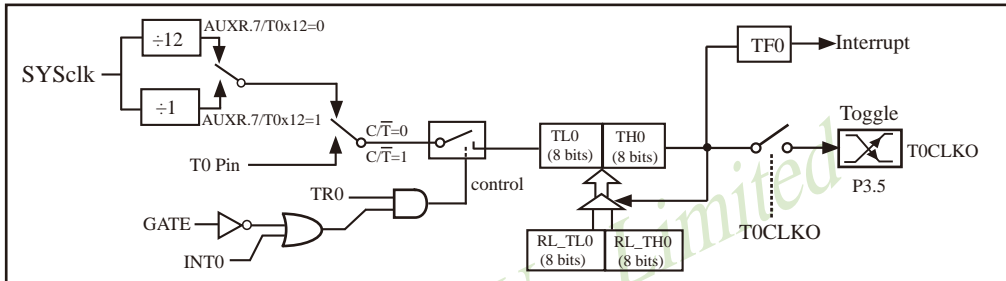 ÷12
AUXR.7/T0x12=0
SYSclk
÷1
AUXR.7/T0x12=1
C/T̅=0
C/T̅=1
T0 Pin
TR0
control
GATE
INT0
TL0
(8 bits)
TH0
(8 bits)
RL_TL0
(8 bits)
RL_TH0
(8 bits)
TF0
Interrupt
Toggle
T0CLKO
P3.5
T0CLKO
Limited